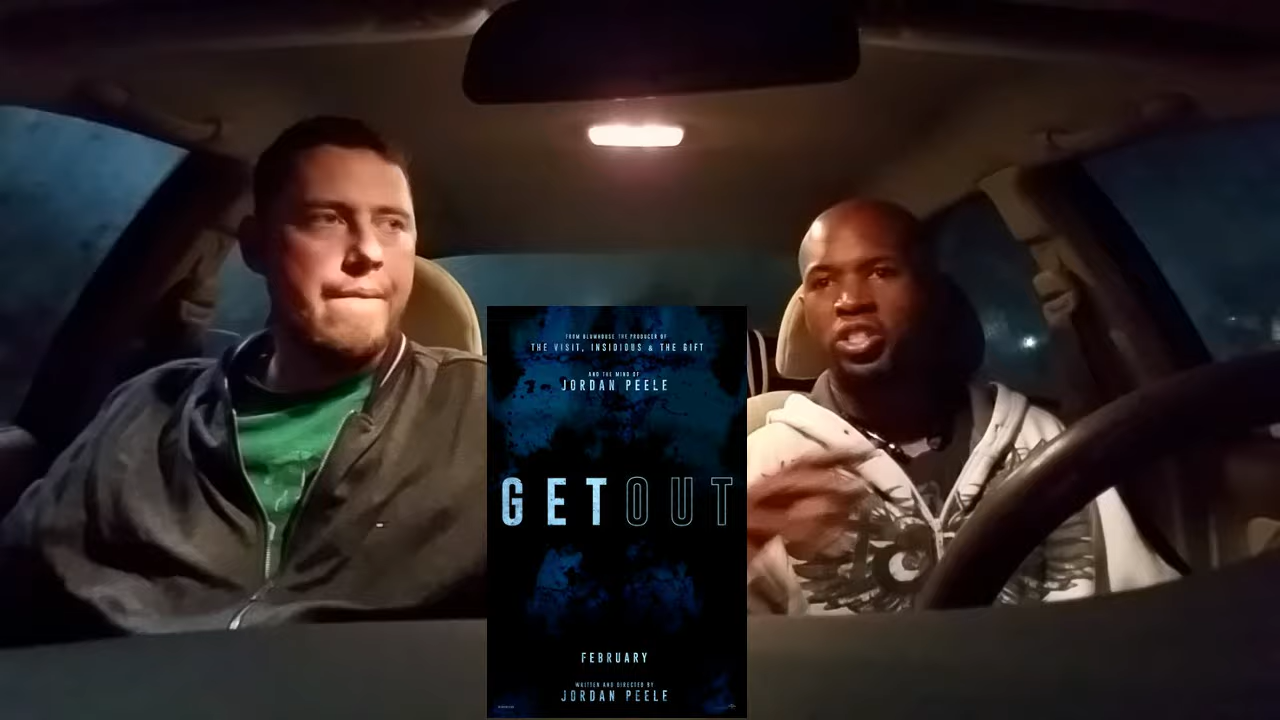 FROM BLUMHOUSE THE PRODUCER OF
THE VISIT, INSIDIOUS & THE GIFT
AND THE MIND OF
JORDAN PEELE
GET OUT
FEBRUARY
WRITTEN AND DIRECTED BY
JORDAN PEELE